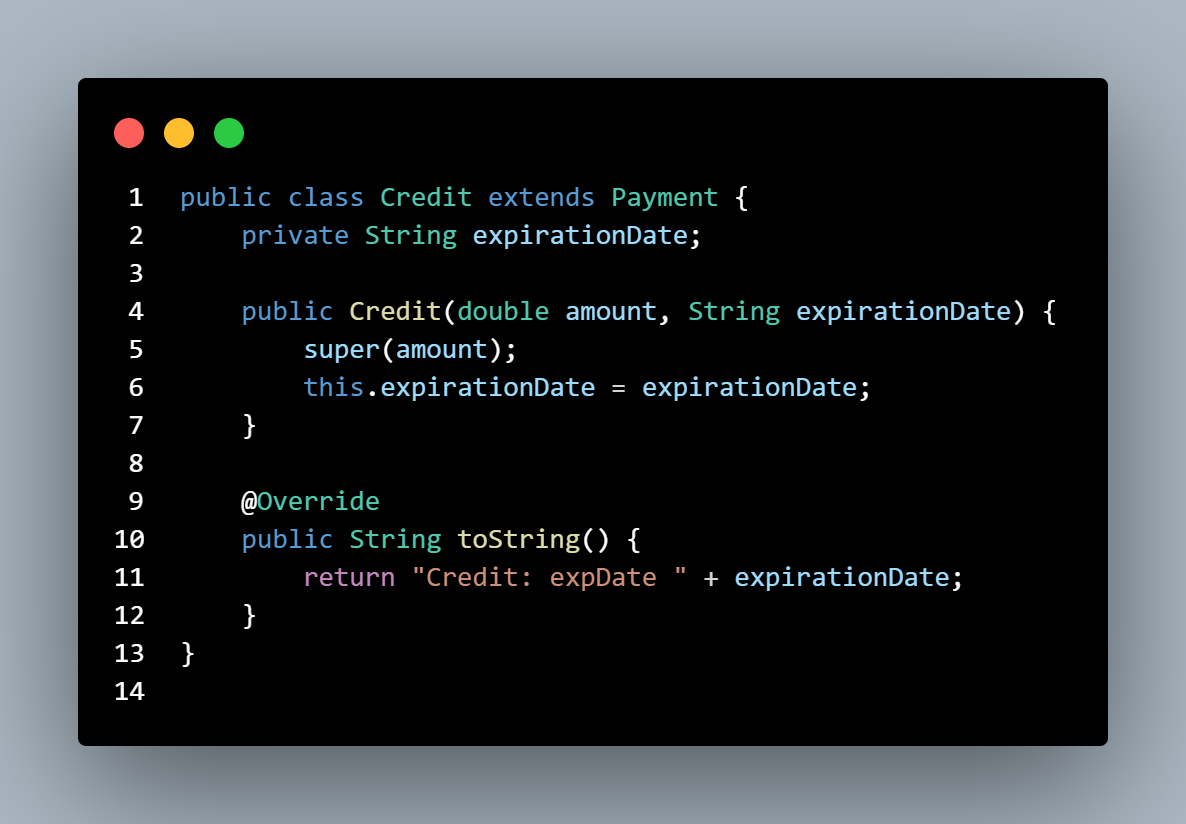 1 public class Credit extends Payment {
2     private String expirationDate;
3
4     public Credit(double amount, String expirationDate) {
5         super(amount);
6         this.expirationDate = expirationDate;
7     }
8
9     @Override
10     public String toString() {
11         return "Credit: expDate " + expirationDate;
12     }
13 }
14